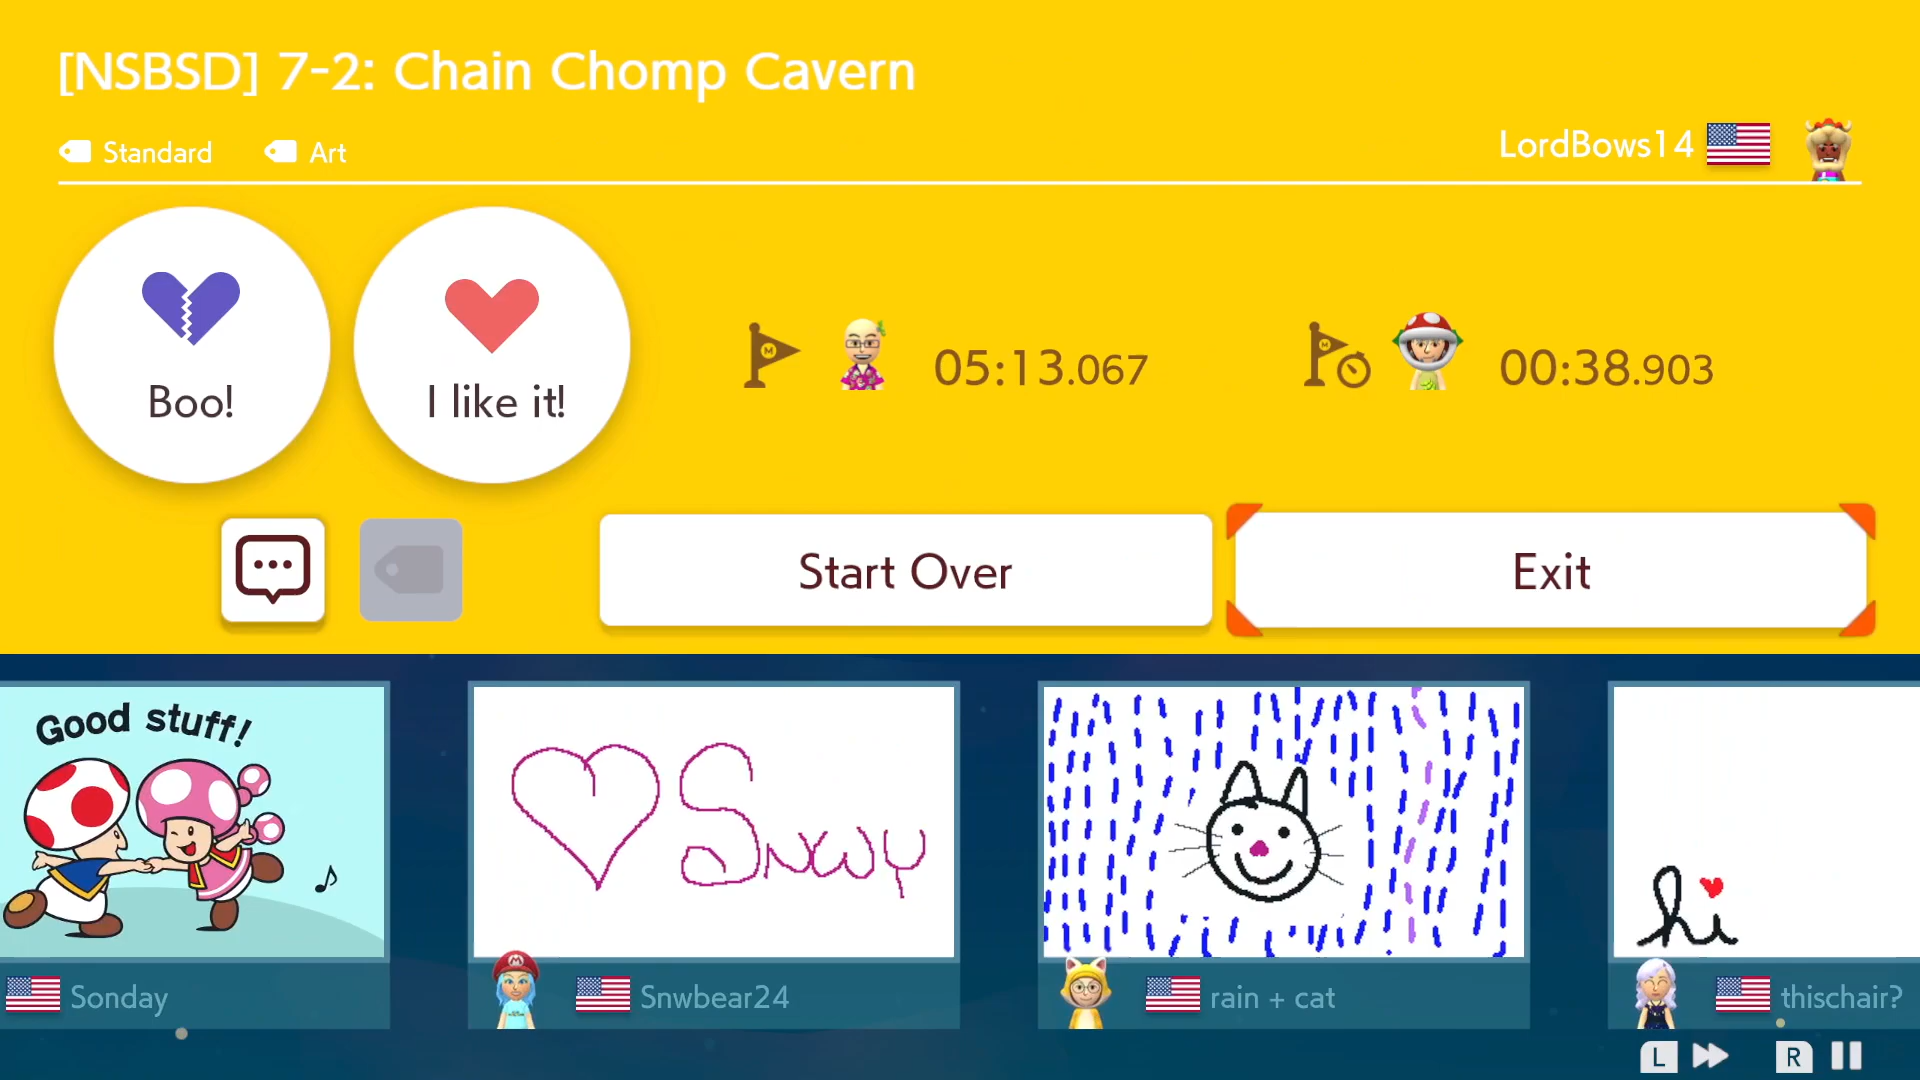 [NSBSD] 7-2: Chain Chomp Cavern
Standard
Art
LordBows14
Boo!
I like it!
M
05:13.067
M
00:38.903
Start Over
Exit
Good stuff!
Snwy
hi
M
Sonday
Snwbear24
rain + cat
thischair?
L
R